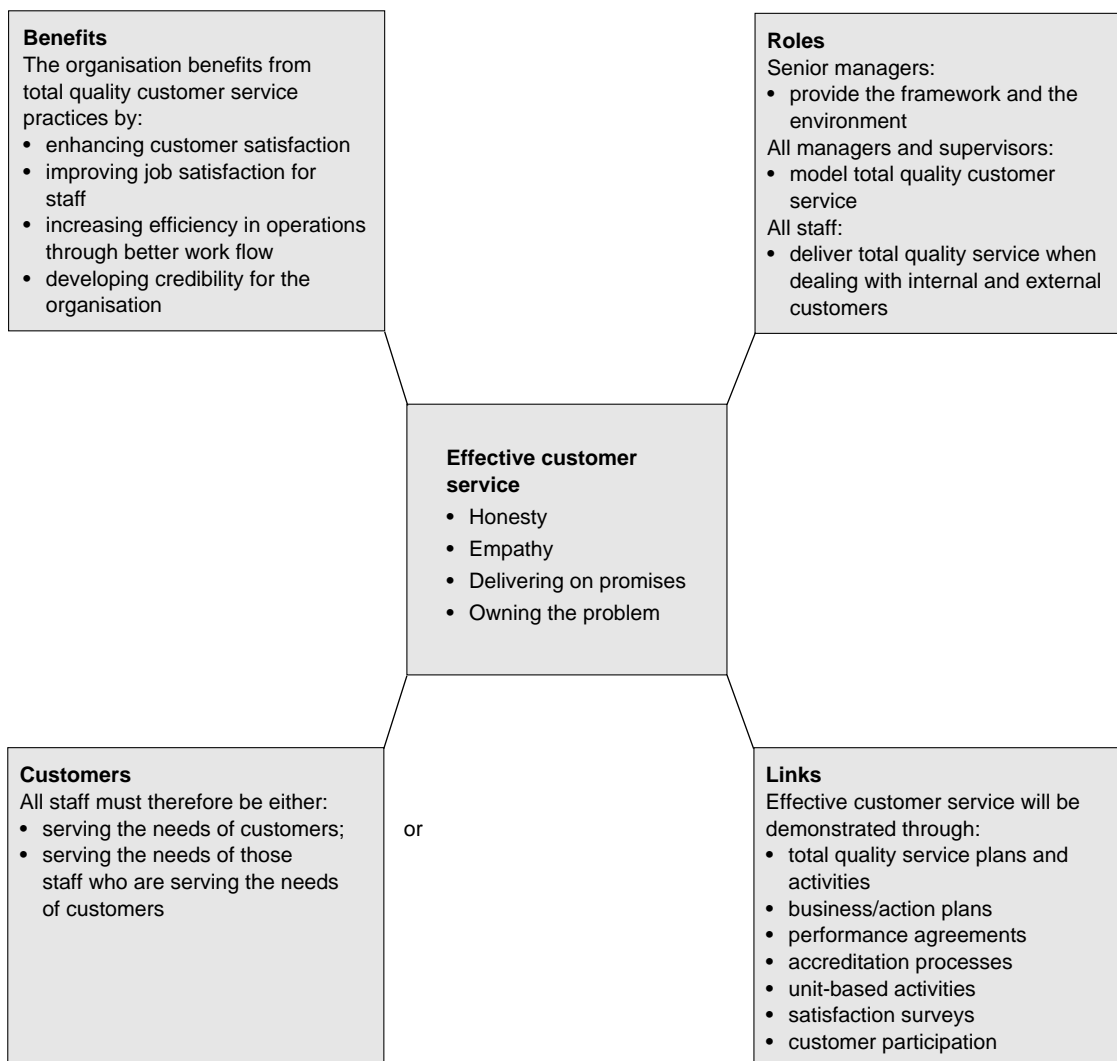 Benefits
The organisation benefits from
total quality customer service
practices by:
• enhancing customer satisfaction
• improving job satisfaction for
staff
• increasing efficiency in operations
through better work flow
• developing credibility for the
organisation
Roles
Senior managers:
• provide the framework and the
environment
All managers and supervisors:
• model total quality customer
service
All staff:
• deliver total quality service when
dealing with internal and external
customers
Effective customer
service
• Honesty
• Empathy
• Delivering on promises
• Owning the problem
Customers
All staff must therefore be either:
• serving the needs of customers; or
• serving the needs of those
staff who are serving the needs
of customers
Links
Effective customer service will be
demonstrated through:
• total quality service plans and
activities
• business/action plans
• performance agreements
• accreditation processes
• unit-based activities
• satisfaction surveys
• customer participation